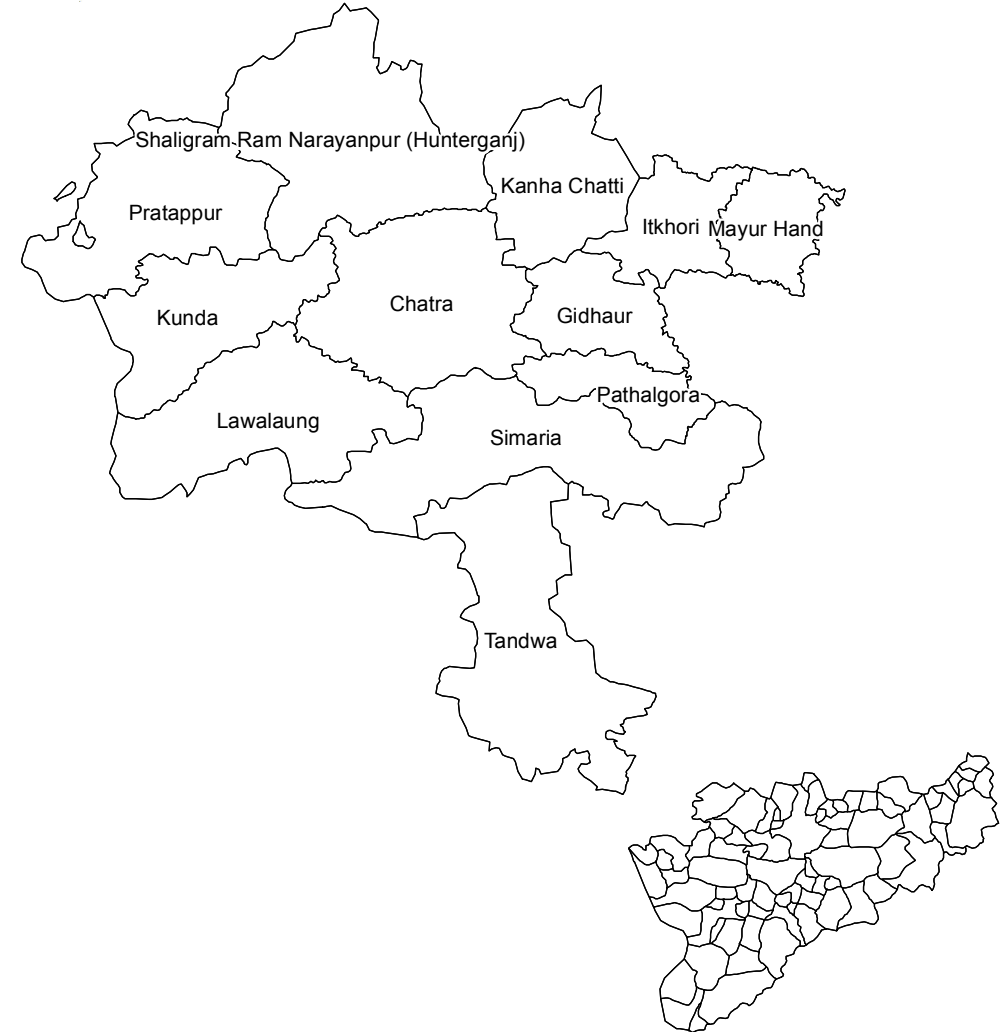 Shaligram Ram Narayanpur (Hunterganj)
Kanha Chatti
Pratappur
Itkhori
Mayur Hand
Chatra
Gidhaur
Kunda
Pathalgora
Lawalaung
Simaria
Tandwa